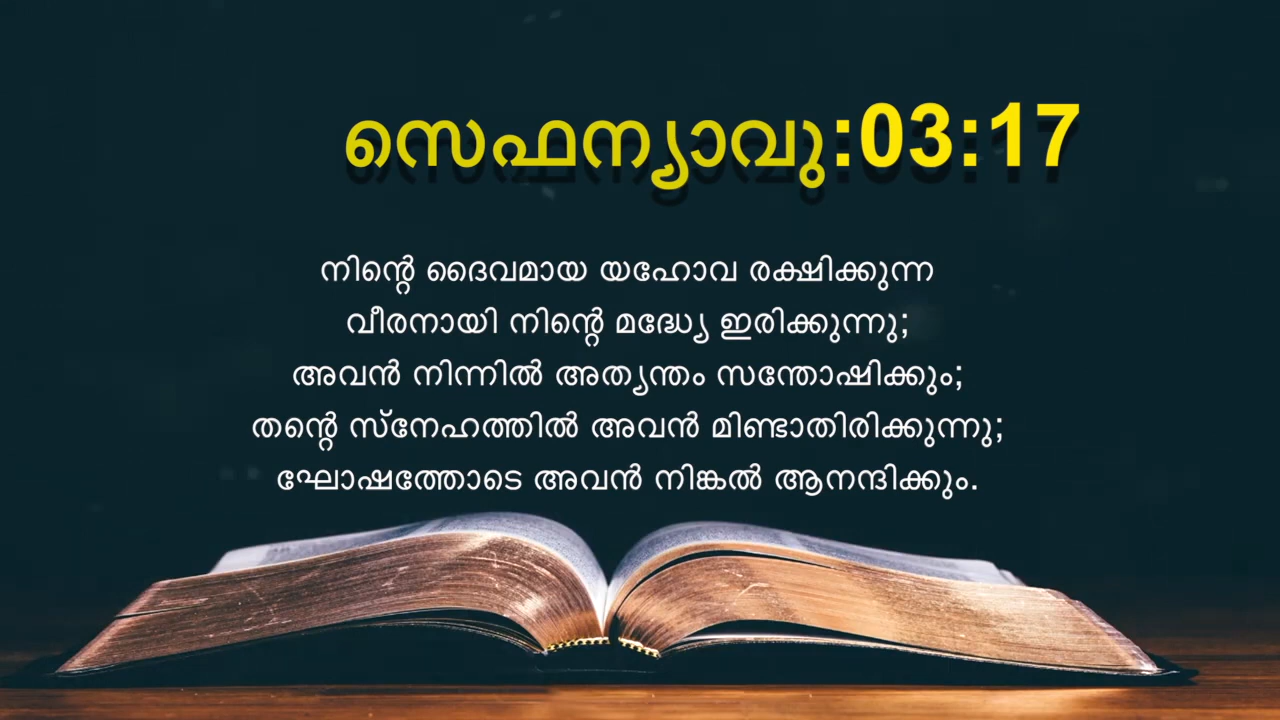 സെഫന്യാവു:03:17
നിന്റെ ദൈവമായ യഹോവ രക്ഷിക്കുന്ന
വീരനായി നിന്റെ മദ്ധ്യേ ഇരിക്കുന്നു;
അവൻ നിന്നിൽ അത്യന്തം സന്തോഷിക്കും;
തന്റെ സ്നേഹത്തിൽ അവൻ മിണ്ടാതിരിക്കുന്നു;
ഘോഷത്തോടെ അവൻ നിങ്കൽ ആനന്ദിക്കും.